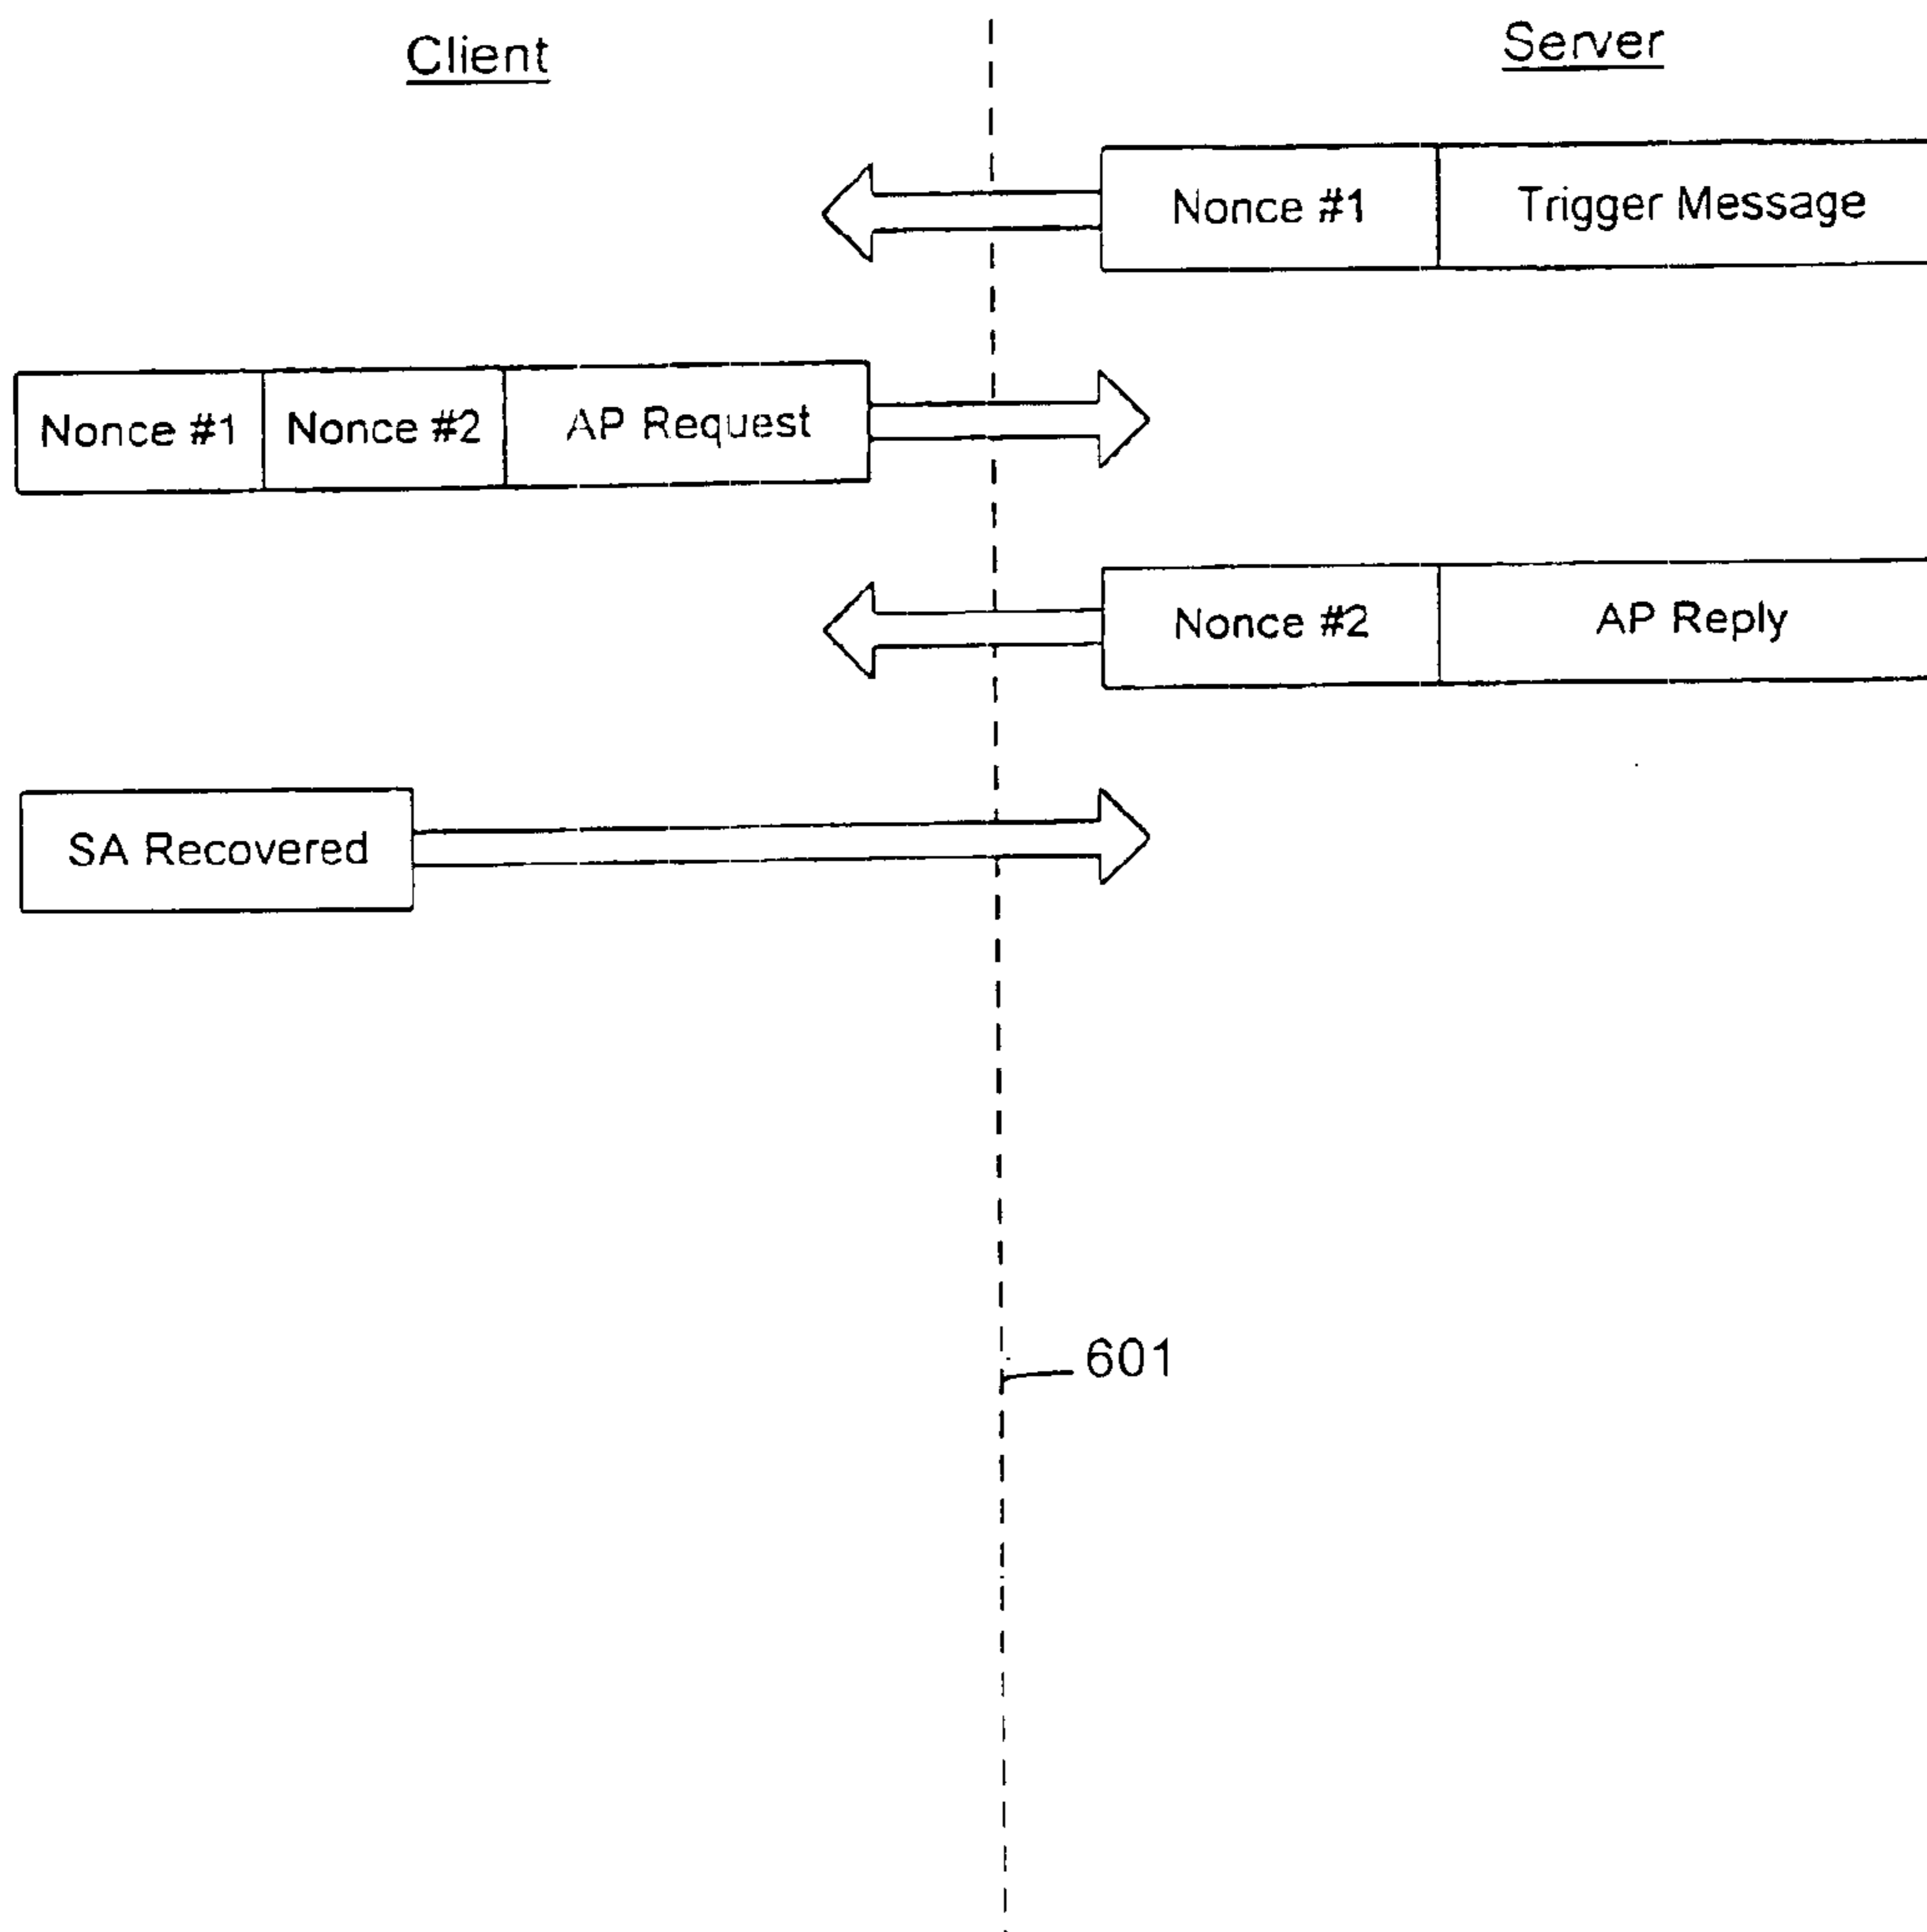 Client
Server
Nonce #1
Trigger Message
Nonce #1
Nonce #2
AP Request
Nonce #2
AP Reply
SA Recovered
601